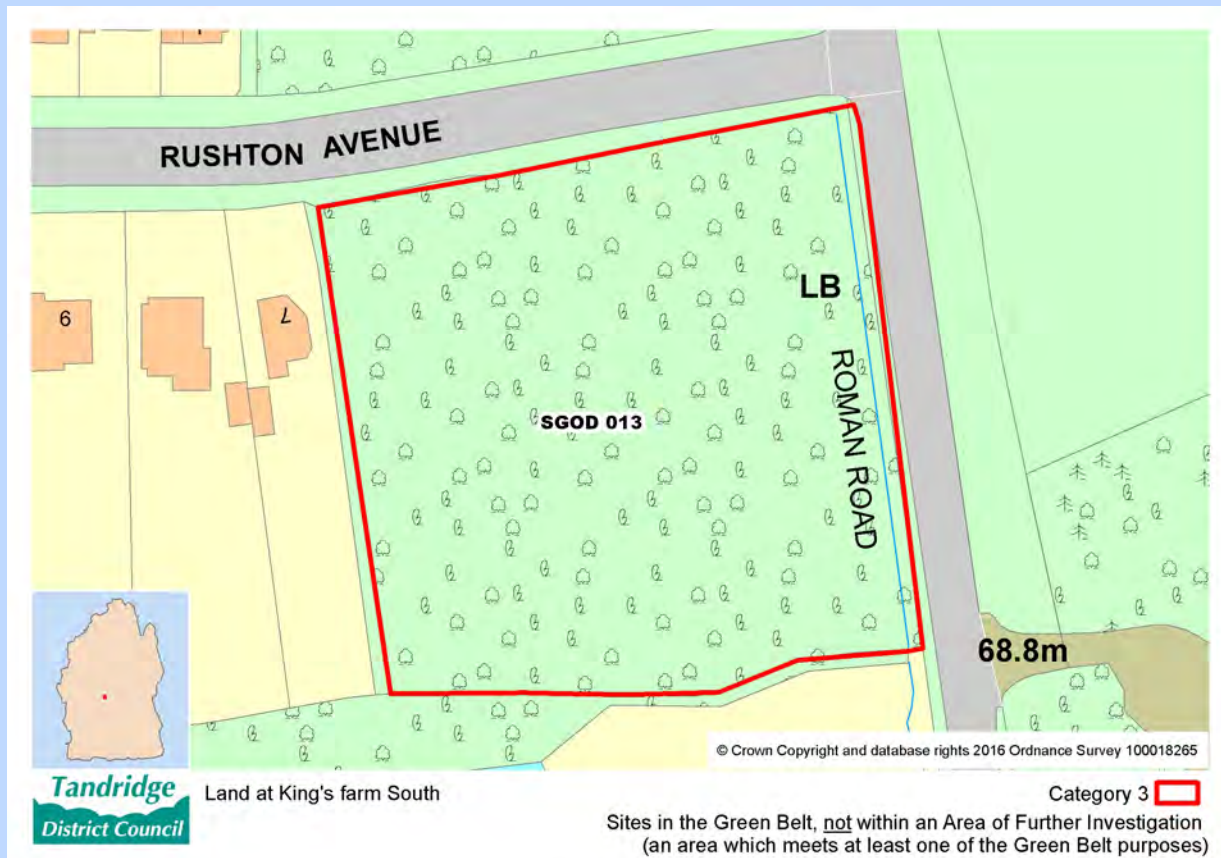 RUSHTON AVENUE
LB
ROMAN ROAD
6
7
SGOD 013
68.8m
© Crown Copyright and database rights 2016 Ordnance Survey 100018265
Tandridge
District Council
Land at King's farm South
Category 3
Sites in the Green Belt, not within an Area of Further Investigation
(an area which meets at least one of the Green Belt purposes)